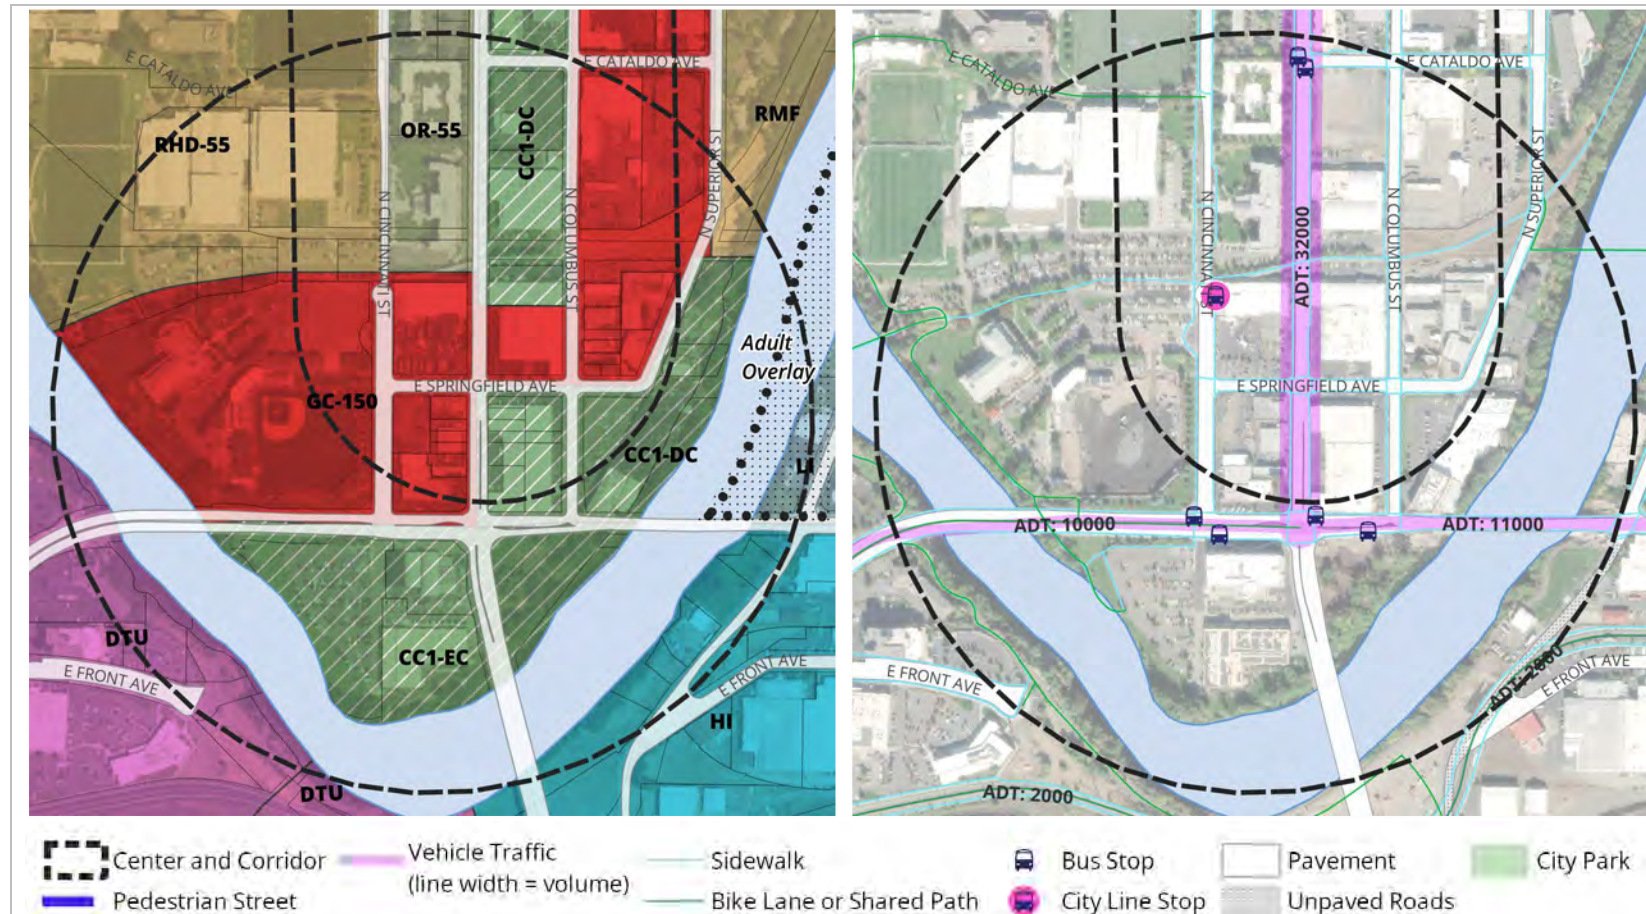 E CATALDO AVE
E CATALDO AVE
RHD-55
OR-55
CC1-DC
RMF
N SUPERIOR ST
N CINCINNATI ST
N COLUMBUS ST
Adult
Overlay
E SPRINGFIELD AVE
GC-150
CC1-DC
LI
DTU
E FRONT AVE
CC1-EC
E FRONT AVE
HI
DTU
E CATALDO AVE
E CATALDO AVE
N SUPERIOR ST
N CINCINNATI ST
ADT: 32000
N COLUMBUS ST
E SPRINGFIELD AVE
ADT: 10000
ADT: 11000
E FRONT AVE
ADT: 2000
E FRONT AVE
ADT: 2000
Center and Corridor
Pedestrian Street
Vehicle Traffic
(line width = volume)
Sidewalk
Bike Lane or Shared Path
Bus Stop
City Line Stop
Pavement
Unpaved Roads
City Park